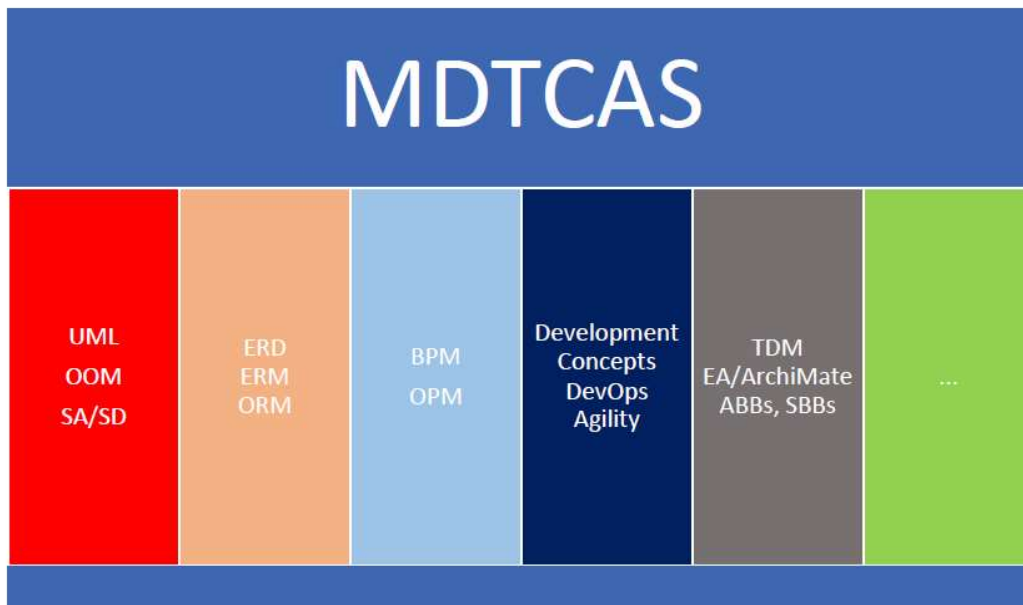 MDTCAS
UML
OOM
SA/SD
ERD
ERM
ORM
BPM
OPM
Development
Concepts
DevOps
Agility
TDM
EA/ArchiMate
ABBs, SBBs
...